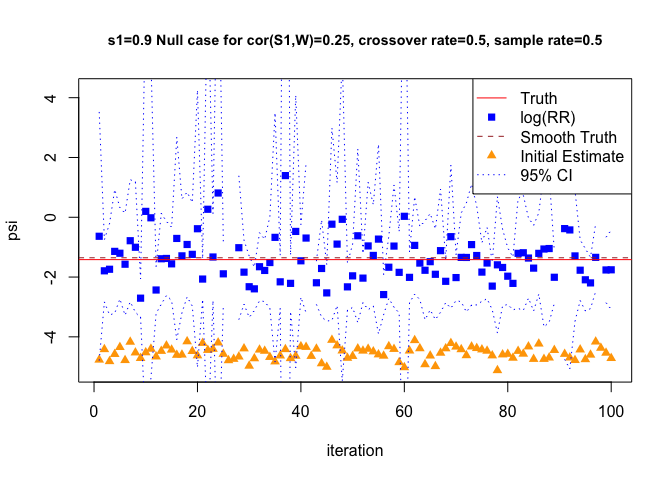 s1=0.9 Null case for cor(S1,W)=0.25, crossover rate=0.5, sample rate=0.5
Truth
log(RR)
Smooth Truth
Initial Estimate
95% CI
psi
4
2
0
-2
-4
0 20 40 60 80 100
iteration